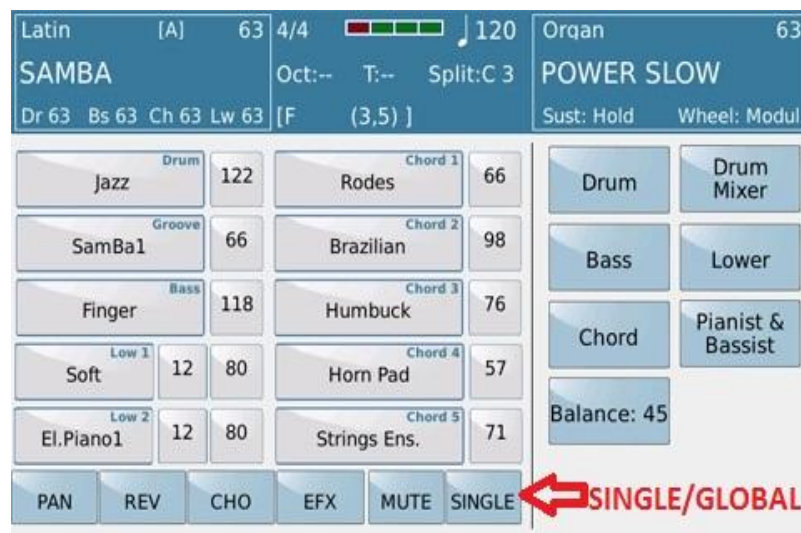 Latin [A] 63
SAMBA
Dr 63 Bs 63 Ch 63 Lw 63
4/4 120
Oct:-- T:-- Split:C 3
[F (3,5) ]
Organ 63
POWER SLOW
Sust: Hold Wheel: Modul
Drum
Jazz 122
Groove
SamBa1 66
Bass
Finger 118
Low 1
Soft 12 80
Low 2
El.Piano1 12 80
Chord 1
Rodes 66
Chord 2
Brazilian 98
Chord 3
Humbuck 76
Chord 4
Horn Pad 57
Chord 5
Strings Ens. 71
Drum
Drum
Mixer
Bass
Lower
Chord
Pianist &
Bassist
Balance: 45
PAN REV CHO EFX MUTE SINGLE
SINGLE/GLOBAL